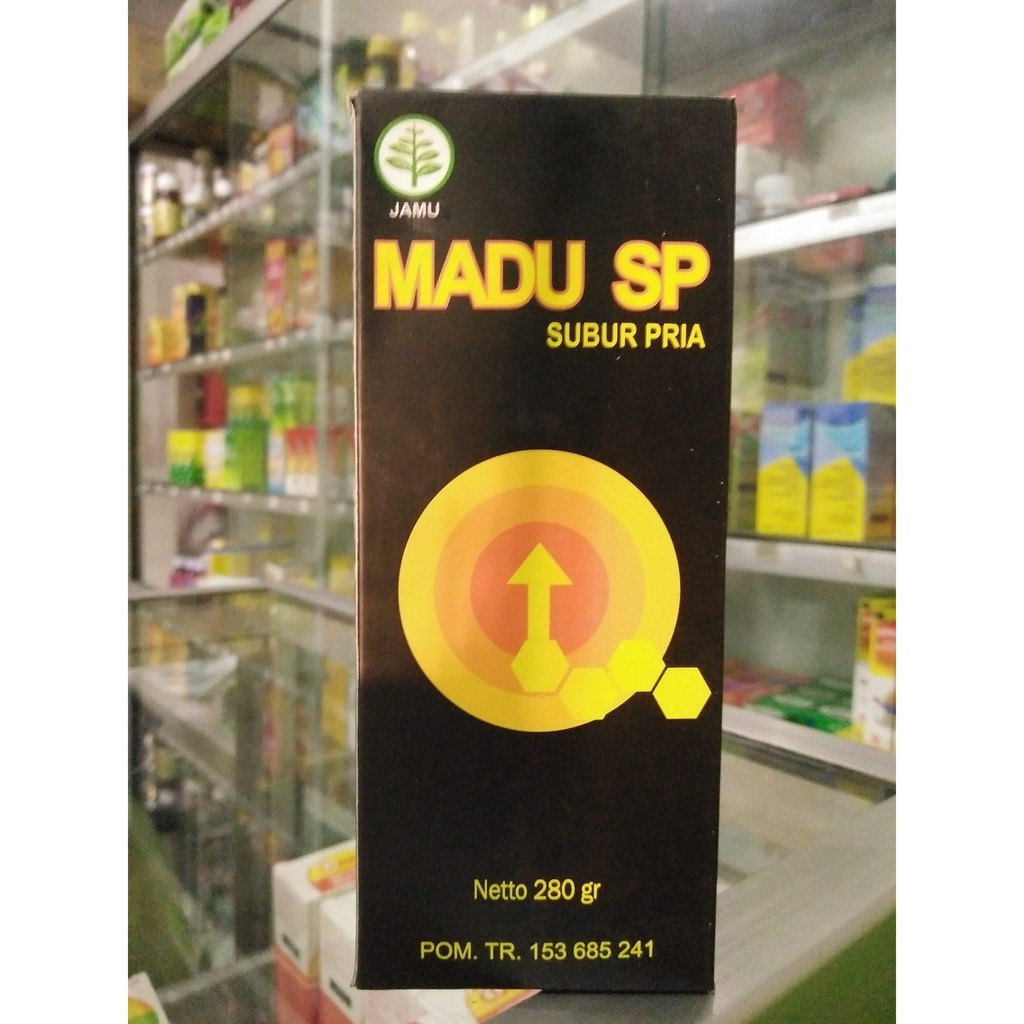 JAMU
MADU SP
SUBUR PRIA
Netto 280 gr
POM. TR. 153 685 241